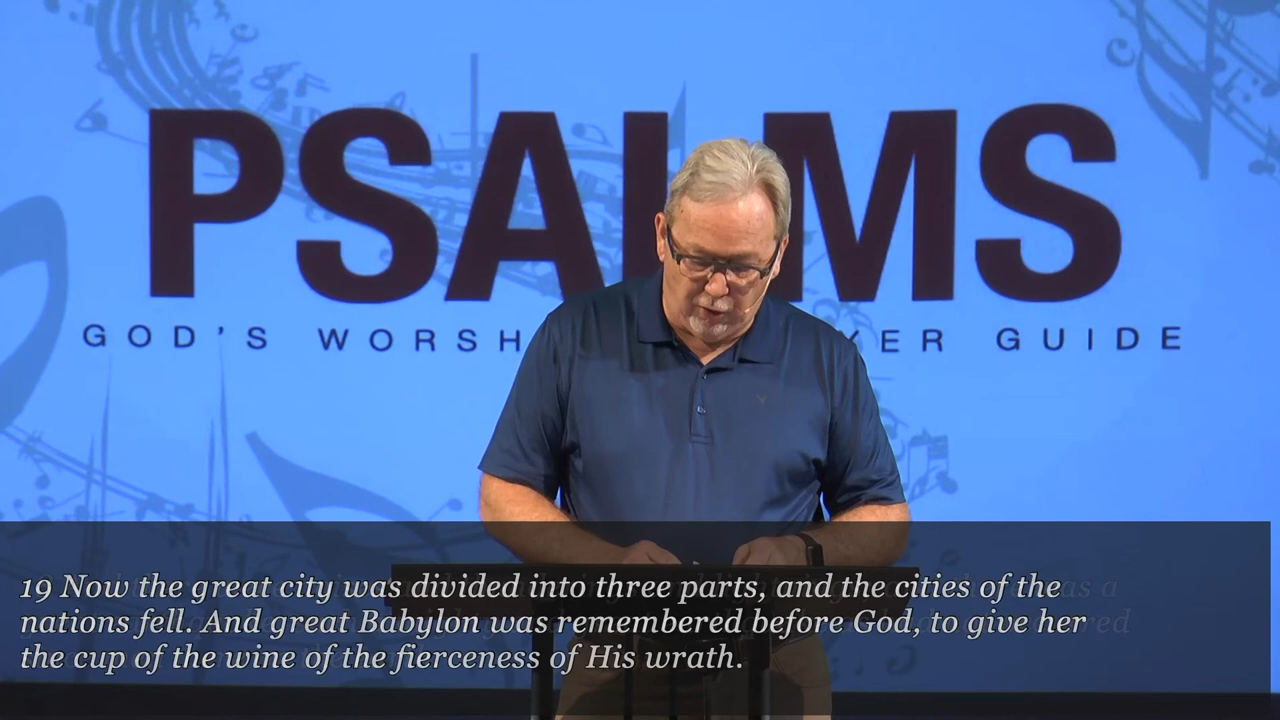 PSALMS
GOD'S WORSH YER GUIDE
19 Now the great city was divided into three parts, and the cities of the
nations fell. And great Babylon was remembered before God, to give her
the cup of the wine of the fierceness of His wrath.